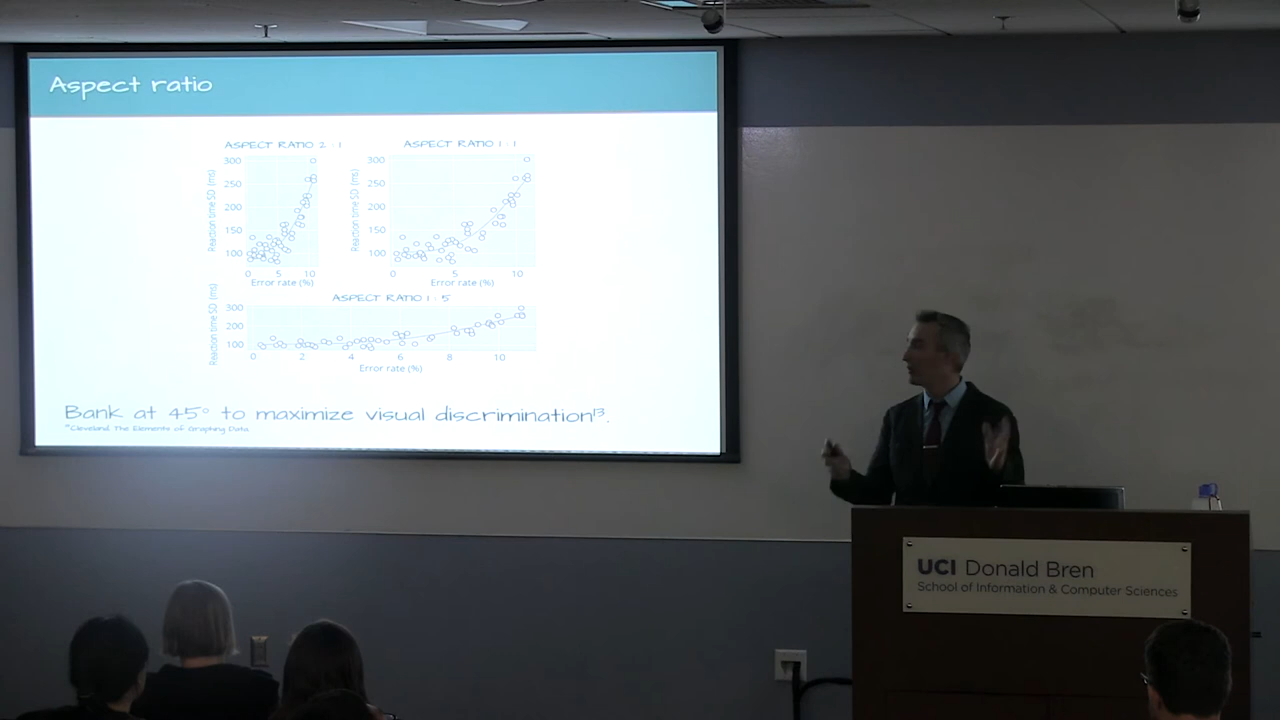 Aspect ratio
ASPECT RATIO 2 : 1
ASPECT RATIO 1 : 1
Reaction time SD (ms)
300
250
200
150
100
0 5 10
Error rate (%)
Reaction time SD (ms)
300
250
200
150
100
0 5 10
Error rate (%)
ASPECT RATIO 1 : 5
Reaction time SD (ms)
300
200
100
0 2 4 6 8 10
Error rate (%)
Bank at 45° to maximize visual discrimination¹³.
¹³Cleveland. The Elements of Graphing Data
UCI Donald Bren
School of Information & Computer Sciences